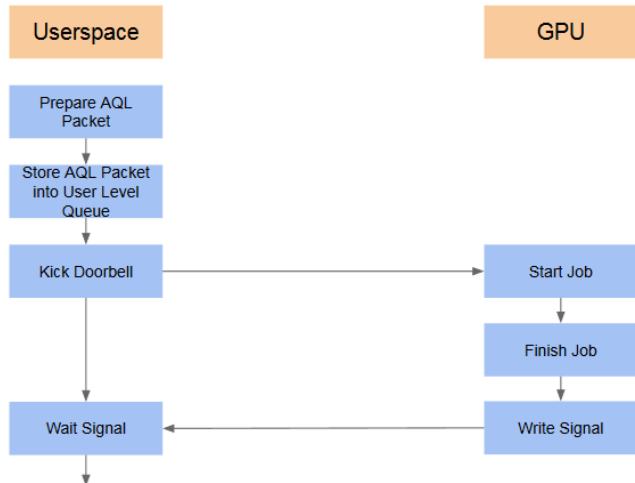 Userspace
GPU
Prepare AQL
Packet
Store AQL Packet
into User Level
Queue
Kick Doorbell
Start Job
Finish Job
Wait Signal
Write Signal